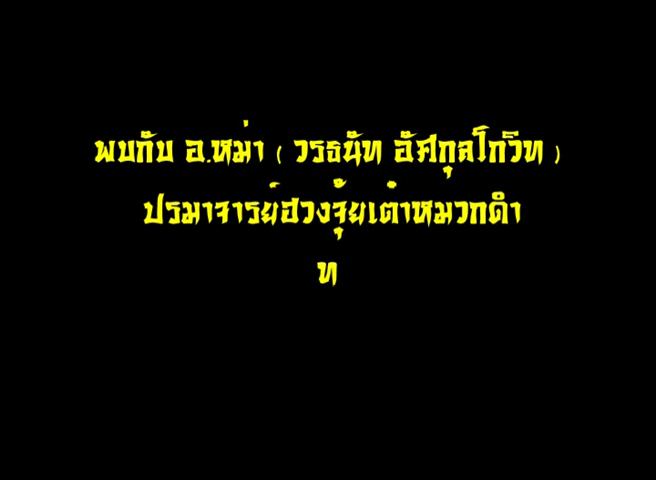 พบกับ อ.หม่า ( วรธนัท อัศกุลโกวิท )
ปรมาจารย์ฮวงจุ้ยเต๋าหมวกดำ
ท